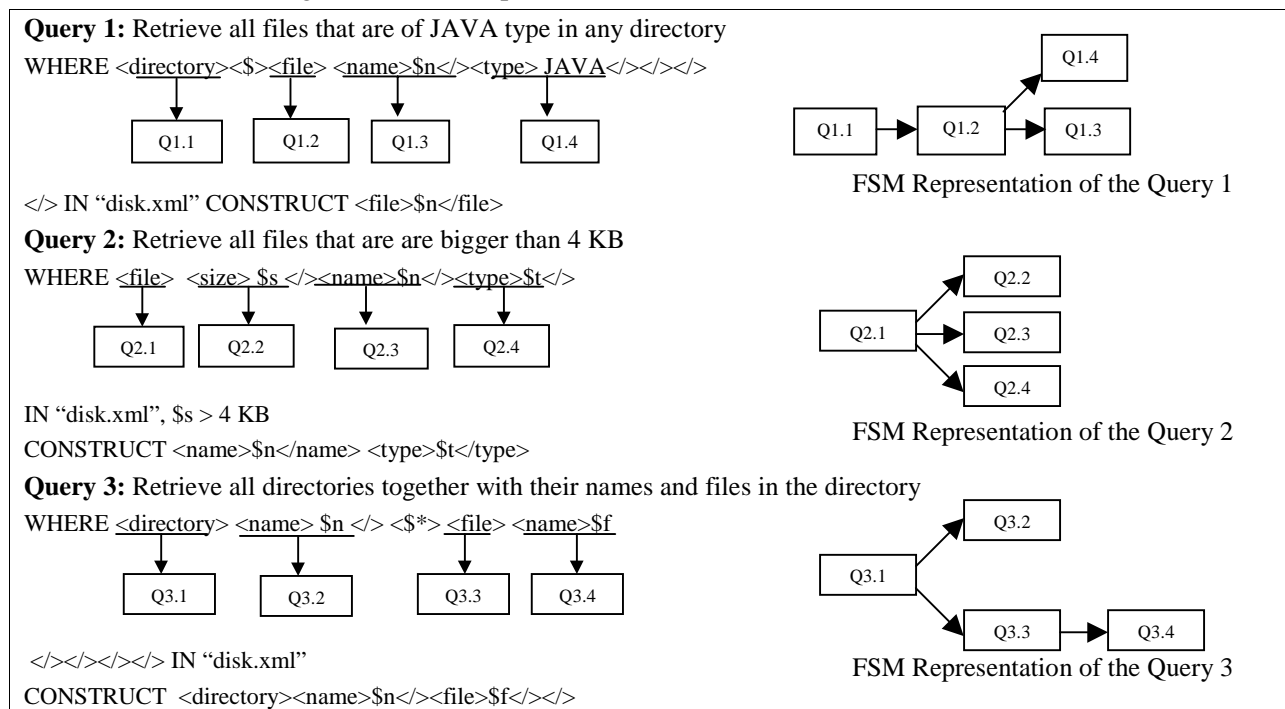 Query 1: Retrieve all files that are of JAVA type in any directory
WHERE <directory><$><file> <name>$n</><type> JAVA</></></>
Q1.1 Q1.2 Q1.3 Q1.4
</> IN “disk.xml” CONSTRUCT <file>$n</file>
Q1.4
Q1.1 Q1.2 Q1.3
FSM Representation of the Query 1
Query 2: Retrieve all files that are are bigger than 4 KB
WHERE <file> <size> $s </><name>$n</><type>$t</>
Q2.1 Q2.2 Q2.3 Q2.4
IN “disk.xml”, $s > 4 KB
CONSTRUCT <name>$n</name> <type>$t</type>
Q2.2
Q2.1 Q2.3
Q2.4
FSM Representation of the Query 2
Query 3: Retrieve all directories together with their names and files in the directory
WHERE <directory> <name> $n </> <$*> <file> <name>$f
Q3.1 Q3.2 Q3.3 Q3.4
</></></></> IN “disk.xml”
CONSTRUCT <directory><name>$n</><file>$f</></>
Q3.2
Q3.1
Q3.3 Q3.4
FSM Representation of the Query 3